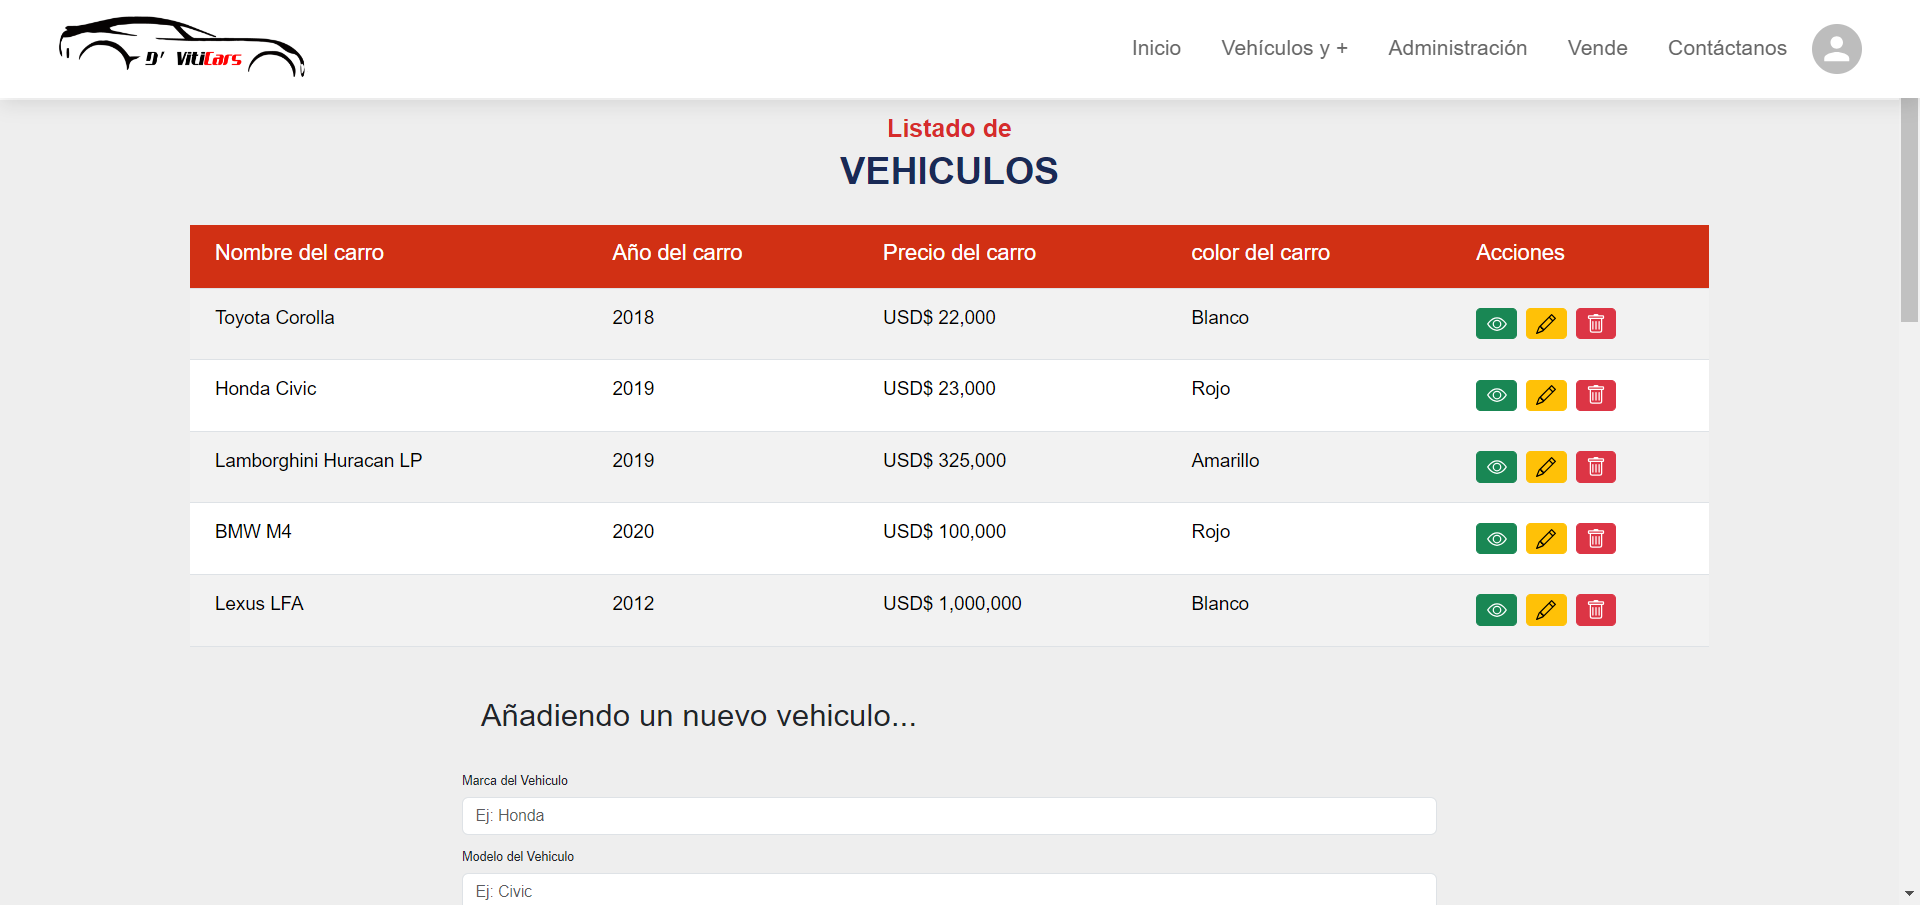 D' VitiCars
Inicio Vehículos y + Administración Vende Contáctanos
Listado de
VEHICULOS
Nombre del carro Año del carro Precio del carro color del carro Acciones
Toyota Corolla 2018 USD$ 22,000 Blanco
Honda Civic 2019 USD$ 23,000 Rojo
Lamborghini Huracan LP 2019 USD$ 325,000 Amarillo
BMW M4 2020 USD$ 100,000 Rojo
Lexus LFA 2012 USD$ 1,000,000 Blanco
Añadiendo un nuevo vehiculo...
Marca del Vehiculo
Ej: Honda
Modelo del Vehiculo
Ej: Civic